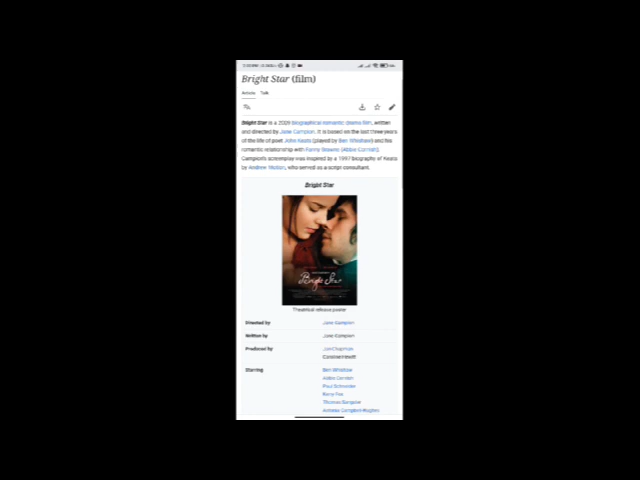 Bright Star (film)
Article Talk
Bright Star is a 2009 biographical romantic drama film, written
and directed by Jane Campion. It is based on the last three years
of the life of poet John Keats (played by Ben Whishaw) and his
romantic relationship with Fanny Brawne (Abbie Cornish).
Campion's screenplay was inspired by a 1997 biography of Keats
by Andrew Motion, who served as a script consultant.
Bright Star
Bright Star
Theatrical release poster
Directed by Jane Campion
Written by Jane Campion
Produced by Jan Chapman
Caroline Hewitt
Starring Ben Whishaw
Abbie Cornish
Paul Schneider
Kerry Fox
Thomas Sangster
Antonia Campbell-Hughes